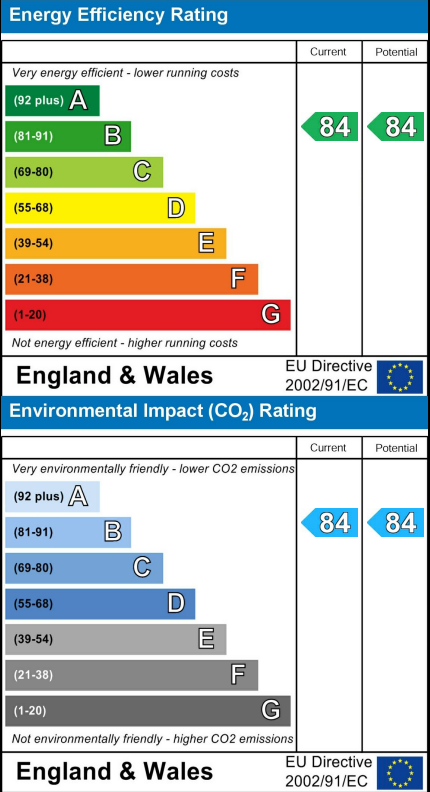 Energy Efficiency Rating
Current Potential
Very energy efficient - lower running costs
(92 plus) A
(81-91) B 84 84
(69-80) C
(55-68) D
(39-54) E
(21-38) F
(1-20) G
Not energy efficient - higher running costs
England & Wales EU Directive 2002/91/EC
Environmental Impact (CO₂) Rating
Current Potential
Very environmentally friendly - lower CO2 emissions
(92 plus) A
(81-91) B 84 84
(69-80) C
(55-68) D
(39-54) E
(21-38) F
(1-20) G
Not environmentally friendly - higher CO2 emissions
England & Wales EU Directive 2002/91/EC